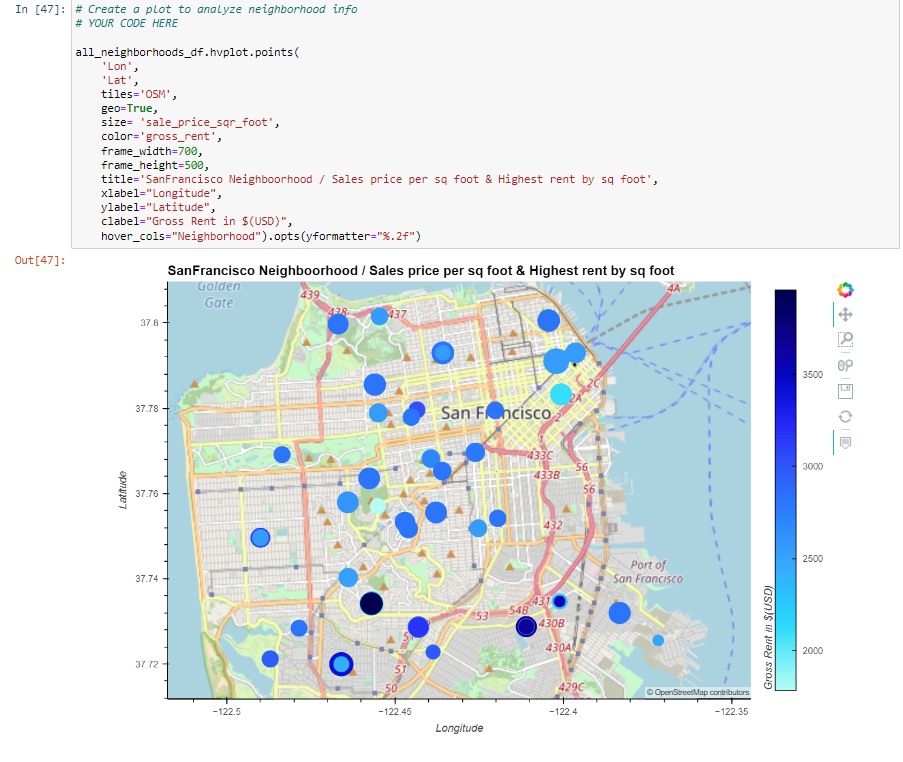 In [47]:
# Create a plot to analyze neighborhood info
# YOUR CODE HERE
all_neighborhoods_df.hvplot.points(
'Lon',
'Lat',
tiles='OSM',
geo=True,
size= 'sale_price_sqr_foot',
color='gross_rent',
frame_width=700,
frame_height=500,
title='SanFrancisco Neighboorhood / Sales price per sq foot & Highest rent by sq foot',
xlabel="Longitude",
ylabel="Latitude",
clabel="Gross Rent in $(USD)",
hover_cols="Neighborhood").opts(yformatter="%.2f")
Out[47]:
SanFrancisco Neighboorhood / Sales price per sq foot & Highest rent by sq foot
Golden
Gate
439
438
437
4A
37.8
37.78
37.76
37.74
37.72
Latitude
San Francisco
2C
2A
2
1
433C
433B
56
56
432
Port of
San Francisco
431
53
54B
430B
430A
51
51
50
429C
© OpenStreetMap contributors
−122.5
−122.45
−122.4
−122.35
Longitude
3500
3000
2500
2000
Gross Rent in $(USD)